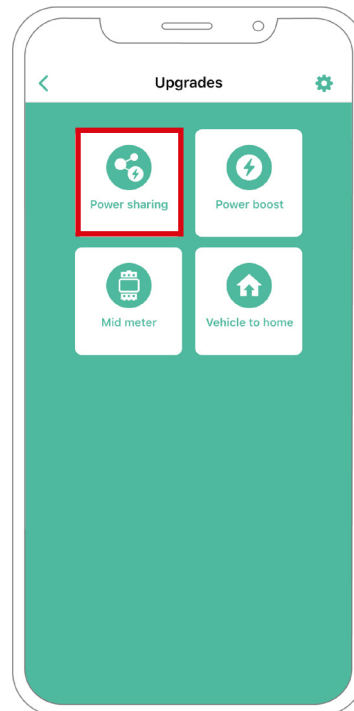 Upgrades
Power sharing
Power boost
Mid meter
Vehicle to home